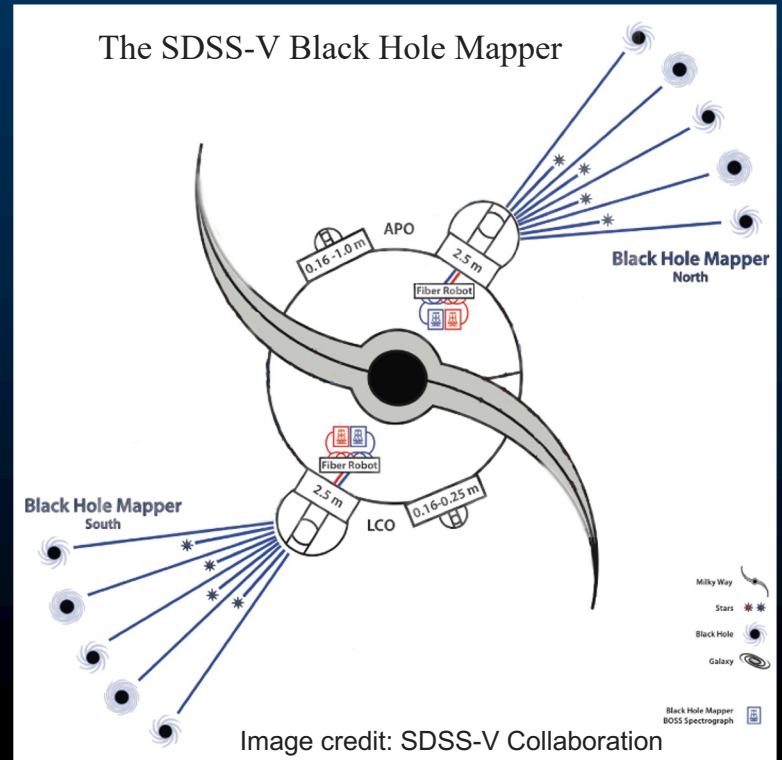 The SDSS-V Black Hole Mapper
APO
0.16-1.0 m
2.5 m
Fiber Robot
Black Hole Mapper
North
Fiber Robot
2.5 m
LCO
0.16-0.25 m
Black Hole Mapper
South
Milky Way
Stars
Black Hole
Galaxy
Black Hole Mapper
BOSS Spectrograph
Image credit: SDSS-V Collaboration